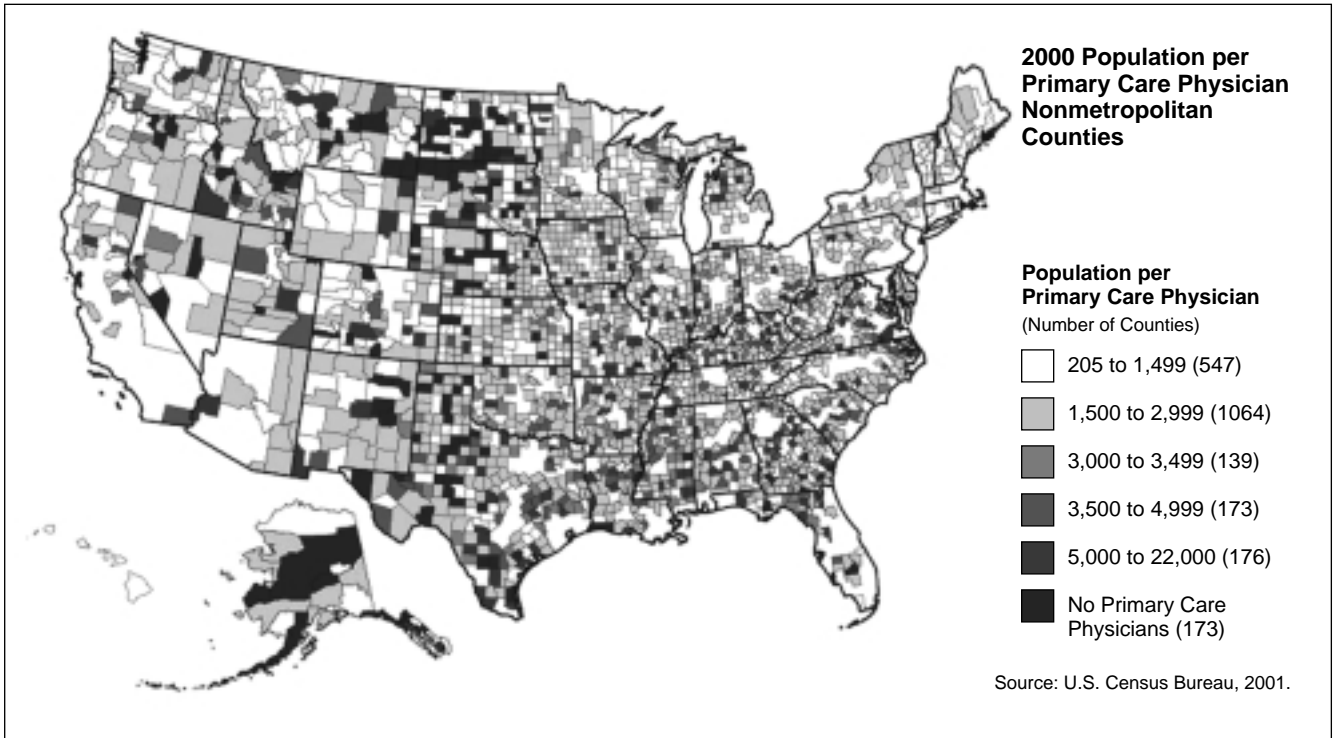 2000 Population per
Primary Care Physician
Nonmetropolitan
Counties
Population per
Primary Care Physician
(Number of Counties)
205 to 1,499 (547)
1,500 to 2,999 (1064)
3,000 to 3,499 (139)
3,500 to 4,999 (173)
5,000 to 22,000 (176)
No Primary Care
Physicians (173)
Source: U.S. Census Bureau, 2001.